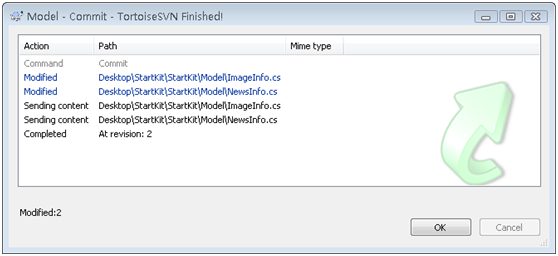 Model - Commit - TortoiseSVN Finished!
Action Path Mime type
Command Commit
Modified Desktop\StartKit\StartKit\Model\ImageInfo.cs
Modified Desktop\StartKit\StartKit\Model\NewsInfo.cs
Sending content Desktop\StartKit\StartKit\Model\ImageInfo.cs
Sending content Desktop\StartKit\StartKit\Model\NewsInfo.cs
Completed At revision: 2
Modified:2
OK Cancel